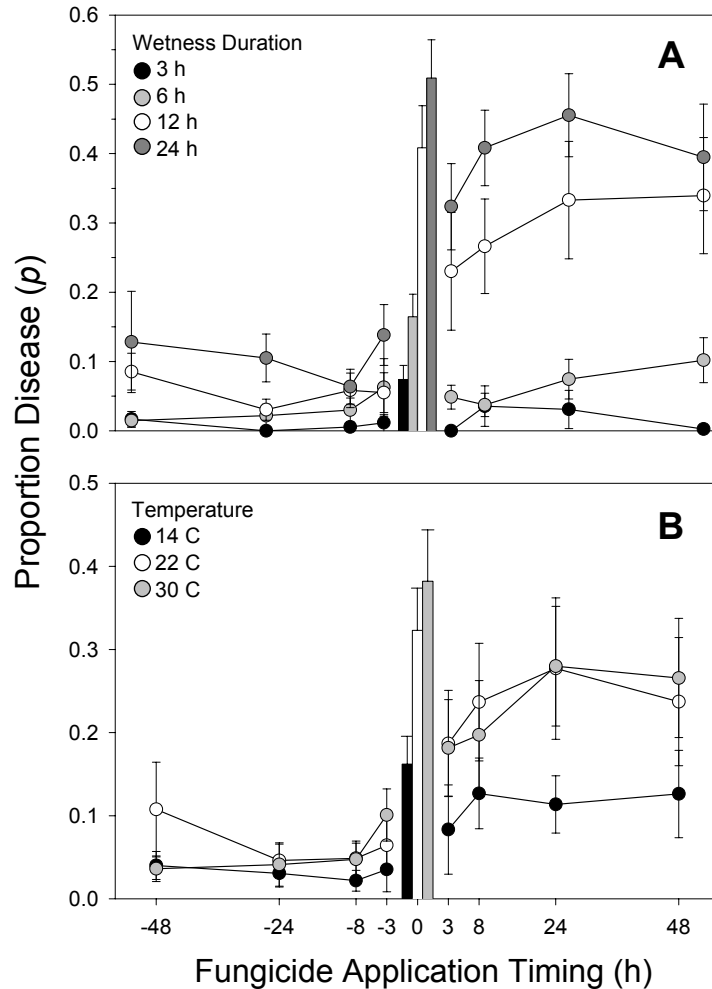 Proportion Disease (p)
0.6
0.5
0.4
0.3
0.2
0.1
0.0
Wetness Duration
3 h
6 h
12 h
24 h
A
0.5
0.4
0.3
0.2
0.1
0.0
Temperature
14 C
22 C
30 C
B
-48 -24 -8 -3 0 3 8 24 48
Fungicide Application Timing (h)